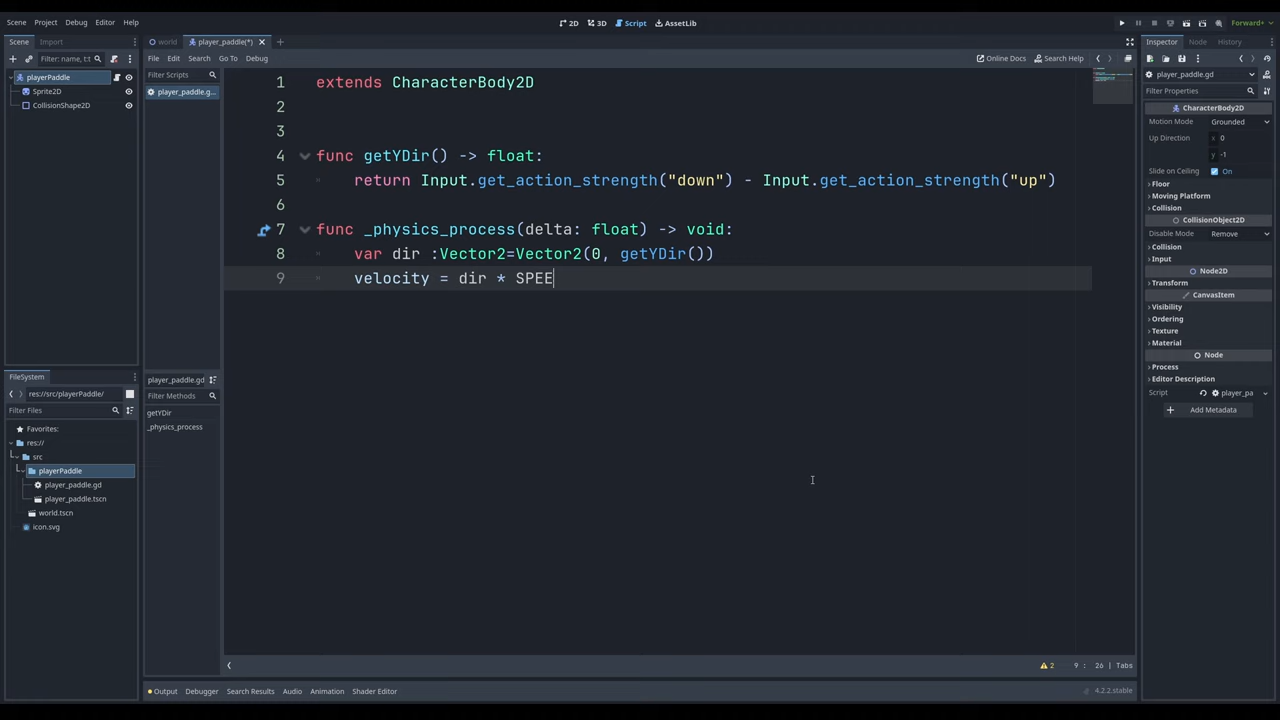 Scene Project Debug Editor Help
2D 3D Script AssetLib
Forward+
Scene Import
Filter: name, t:t
playerPaddle
Sprite2D
CollisionShape2D
FileSystem
res://src/playerPaddle/
Filter Files
Favorites:
res://
src
playerPaddle
player_paddle.gd
player_paddle.tscn
world.tscn
icon.svg
world player_paddle(*)
File Edit Search Go To Debug
Online Docs Search Help
Filter Scripts
player_paddle.g...
player_paddle.gd
Filter Methods
getYDir
_physics_process
1 extends CharacterBody2D
2
3
4 func getYDir() -> float:
5 return Input.get_action_strength("down") - Input.get_action_strength("up")
6
7 func _physics_process(delta: float) -> void:
8 var dir :Vector2=Vector2(0, getYDir())
9 velocity = dir * SPEE
2 9 : 26 | Tabs
Output Debugger Search Results Audio Animation Shader Editor
4.2.2.stable
Inspector Node History
player_paddle.gd
Filter Properties
CharacterBody2D
Motion Mode Grounded
Up Direction x 0
y -1
Slide on Ceiling On
Floor
Moving Platform
Collision
CollisionObject2D
Disable Mode Remove
Collision
Input
Node2D
Transform
CanvasItem
Visibility
Ordering
Texture
Material
Node
Process
Editor Description
Script player_pa
Add Metadata